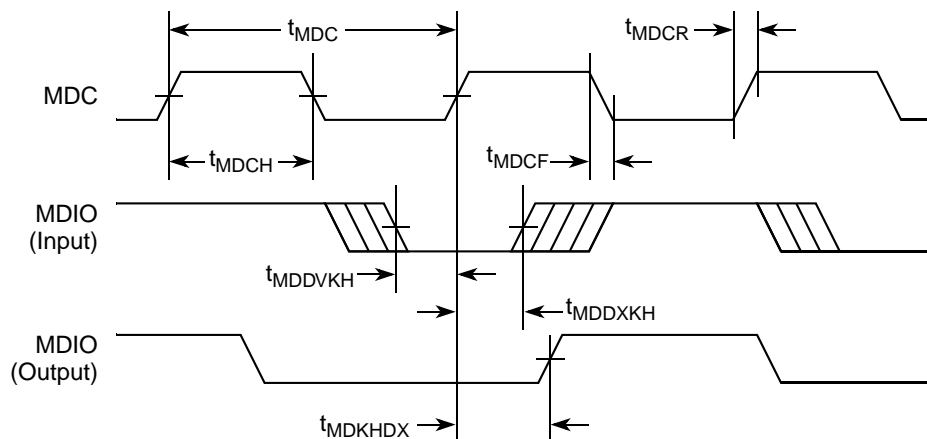 tMDC
tMDCR
MDC
tMDCH
tMDCF
MDIO
(Input)
tMDDVKH
tMDDXKH
MDIO
(Output)
tMDKHDX